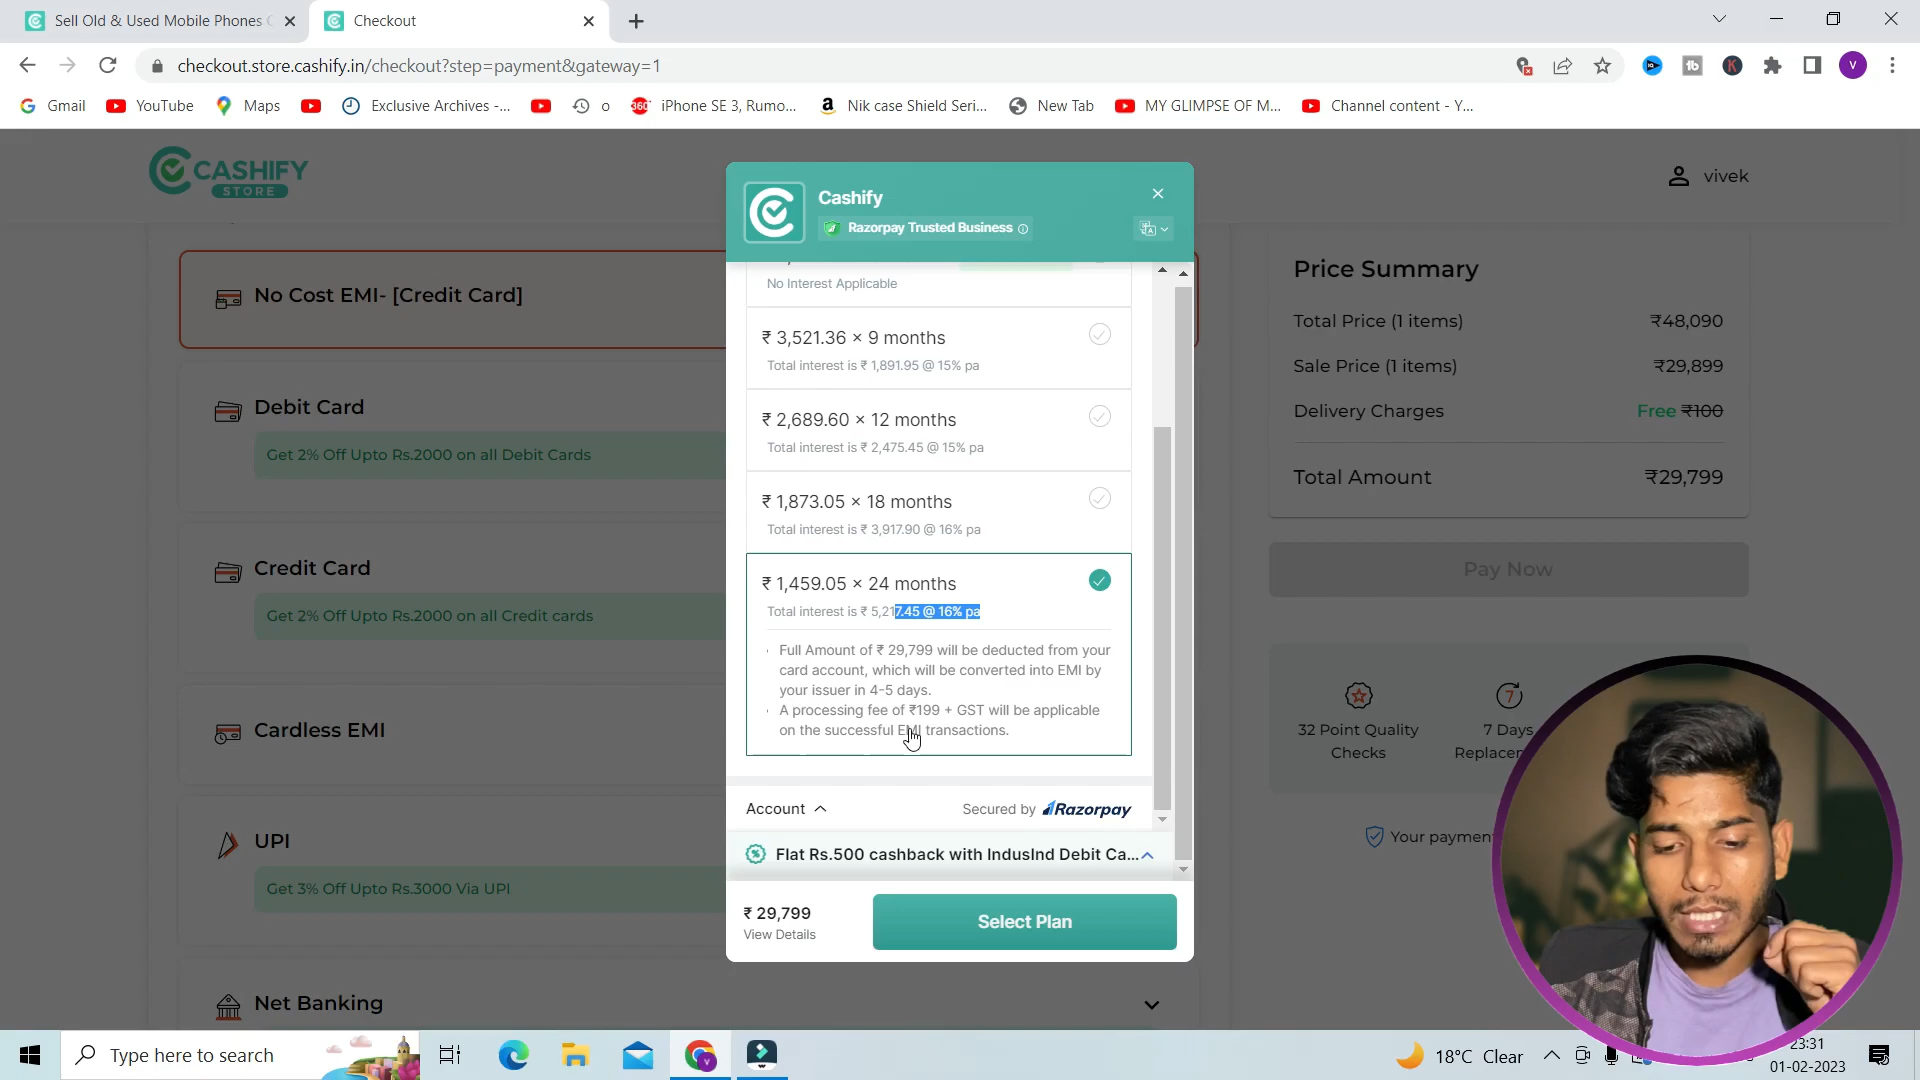 Sell Old & Used Mobile Phones
Checkout
checkout.store.cashify.in/checkout?step=payment&gateway=1
V
Gmail
YouTube
Maps
Exclusive Archives -...
o
iPhone SE 3, Rumo...
Nik case Shield Seri...
New Tab
MY GLIMPSE OF M...
Channel content - Y...
CASHIFY
STORE
vivek
Cashify
Razorpay Trusted Business
No Interest Applicable
₹ 3,521.36 × 9 months
Total interest is ₹ 1,891.95 @ 15% pa
₹ 2,689.60 × 12 months
Total interest is ₹ 2,475.45 @ 15% pa
₹ 1,873.05 × 18 months
Total interest is ₹ 3,917.90 @ 16% pa
₹ 1,459.05 × 24 months
Total interest is ₹ 5,217.45 @ 16% pa
Full Amount of ₹ 29,799 will be deducted from your
card account, which will be converted into EMI by
your issuer in 4-5 days.
A processing fee of ₹199 + GST will be applicable
on the successful EMI transactions.
Account
Secured by Razorpay
Flat Rs.500 cashback with IndusInd Debit Ca...
₹ 29,799
View Details
Select Plan
No Cost EMI- [Credit Card]
Debit Card
Get 2% Off Upto Rs.2000 on all Debit Cards
Credit Card
Get 2% Off Upto Rs.2000 on all Credit cards
Cardless EMI
UPI
Get 3% Off Upto Rs.3000 Via UPI
Net Banking
Price Summary
Total Price (1 items) ₹48,090
Sale Price (1 items) ₹29,899
Delivery Charges Free ₹100
Total Amount ₹29,799
Pay Now
32 Point Quality
Checks
7
7 Days
Your payment
Type here to search
18°C Clear
23:31
01-02-2023